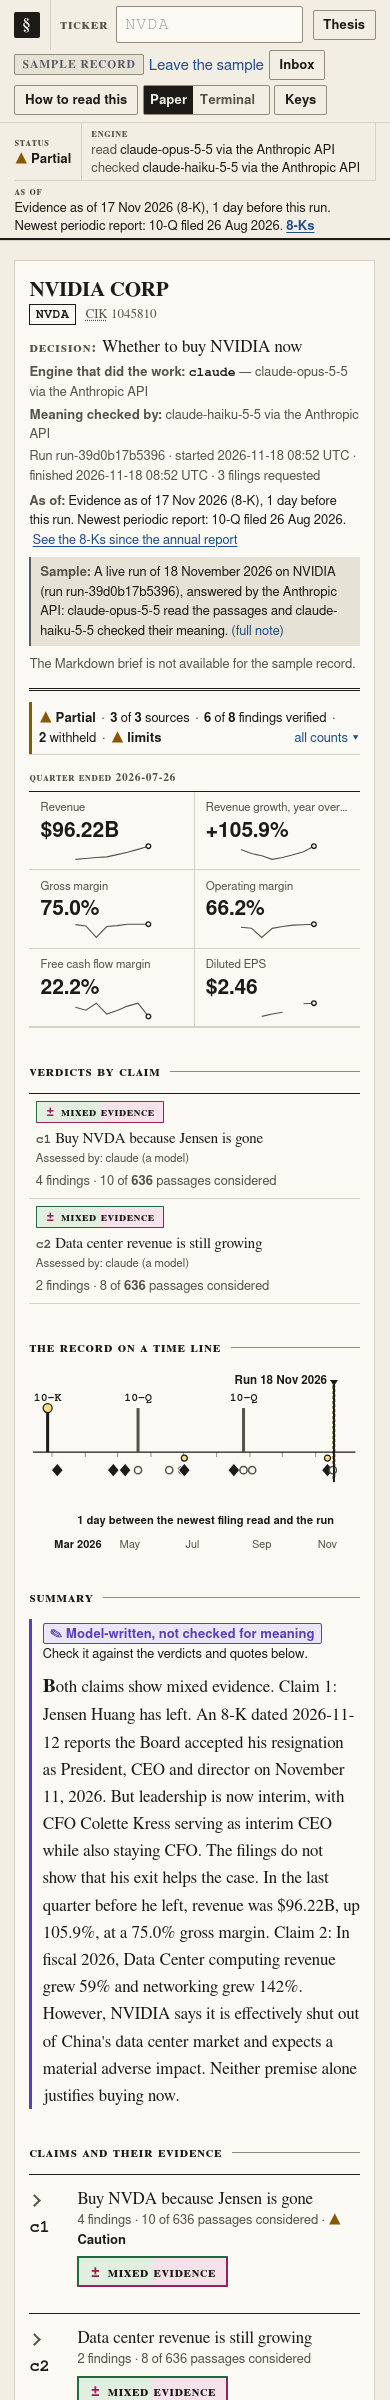 § TICKER NVDA Thesis
SAMPLE RECORD Leave the sample Inbox
How to read this Paper Terminal Keys
STATUS
▲ Partial
ENGINE
read claude-opus-5-5 via the Anthropic API
checked claude-haiku-5-5 via the Anthropic API
AS OF
Evidence as of 17 Nov 2026 (8-K), 1 day before this run.
Newest periodic report: 10-Q filed 26 Aug 2026. 8-Ks
NVIDIA CORP
NVDA CIK 1045810
DECISION: Whether to buy NVIDIA now
Engine that did the work: claude — claude-opus-5-5
via the Anthropic API
Meaning checked by: claude-haiku-5-5 via the Anthropic
API
Run run-39d0b17b5396 · started 2026-11-18 08:52 UTC ·
finished 2026-11-18 08:52 UTC · 3 filings requested
As of: Evidence as of 17 Nov 2026 (8-K), 1 day before
this run. Newest periodic report: 10-Q filed 26 Aug 2026.
See the 8-Ks since the annual report
Sample: A live run of 18 November 2026 on NVIDIA
(run run-39d0b17b5396), answered by the Anthropic
API: claude-opus-5-5 read the passages and claude-
haiku-5-5 checked their meaning. (full note)
The Markdown brief is not available for the sample record.
▲ Partial · 3 of 3 sources · 6 of 8 findings verified ·
2 withheld · ▲ limits all counts ▾
QUARTER ENDED 2026-07-26
Revenue
$96.22B
Revenue growth, year over...
+105.9%
Gross margin
75.0%
Operating margin
66.2%
Free cash flow margin
22.2%
Diluted EPS
$2.46
VERDICTS BY CLAIM
± MIXED EVIDENCE
c1 Buy NVDA because Jensen is gone
Assessed by: claude (a model)
4 findings · 10 of 636 passages considered
± MIXED EVIDENCE
c2 Data center revenue is still growing
Assessed by: claude (a model)
2 findings · 8 of 636 passages considered
THE RECORD ON A TIME LINE
Run 18 Nov 2026
10-K 10-Q 10-Q
1 day between the newest filing read and the run
Mar 2026 May Jul Sep Nov
SUMMARY
✎ Model-written, not checked for meaning
Check it against the verdicts and quotes below.
Both claims show mixed evidence. Claim 1:
Jensen Huang has left. An 8-K dated 2026-11-
12 reports the Board accepted his resignation
as President, CEO and director on November
11, 2026. But leadership is now interim, with
CFO Colette Kress serving as interim CEO
while also staying CFO. The filings do not
show that his exit helps the case. In the last
quarter before he left, revenue was $96.22B, up
105.9%, at a 75.0% gross margin. Claim 2: In
fiscal 2026, Data Center computing revenue
grew 59% and networking grew 142%.
However, NVIDIA says it is effectively shut out
of China's data center market and expects a
material adverse impact. Neither premise alone
justifies buying now.
CLAIMS AND THEIR EVIDENCE
c1
Buy NVDA because Jensen is gone
4 findings · 10 of 636 passages considered · ▲
Caution
± MIXED EVIDENCE
c2
Data center revenue is still growing
2 findings · 8 of 636 passages considered
± MIXED EVIDENCE